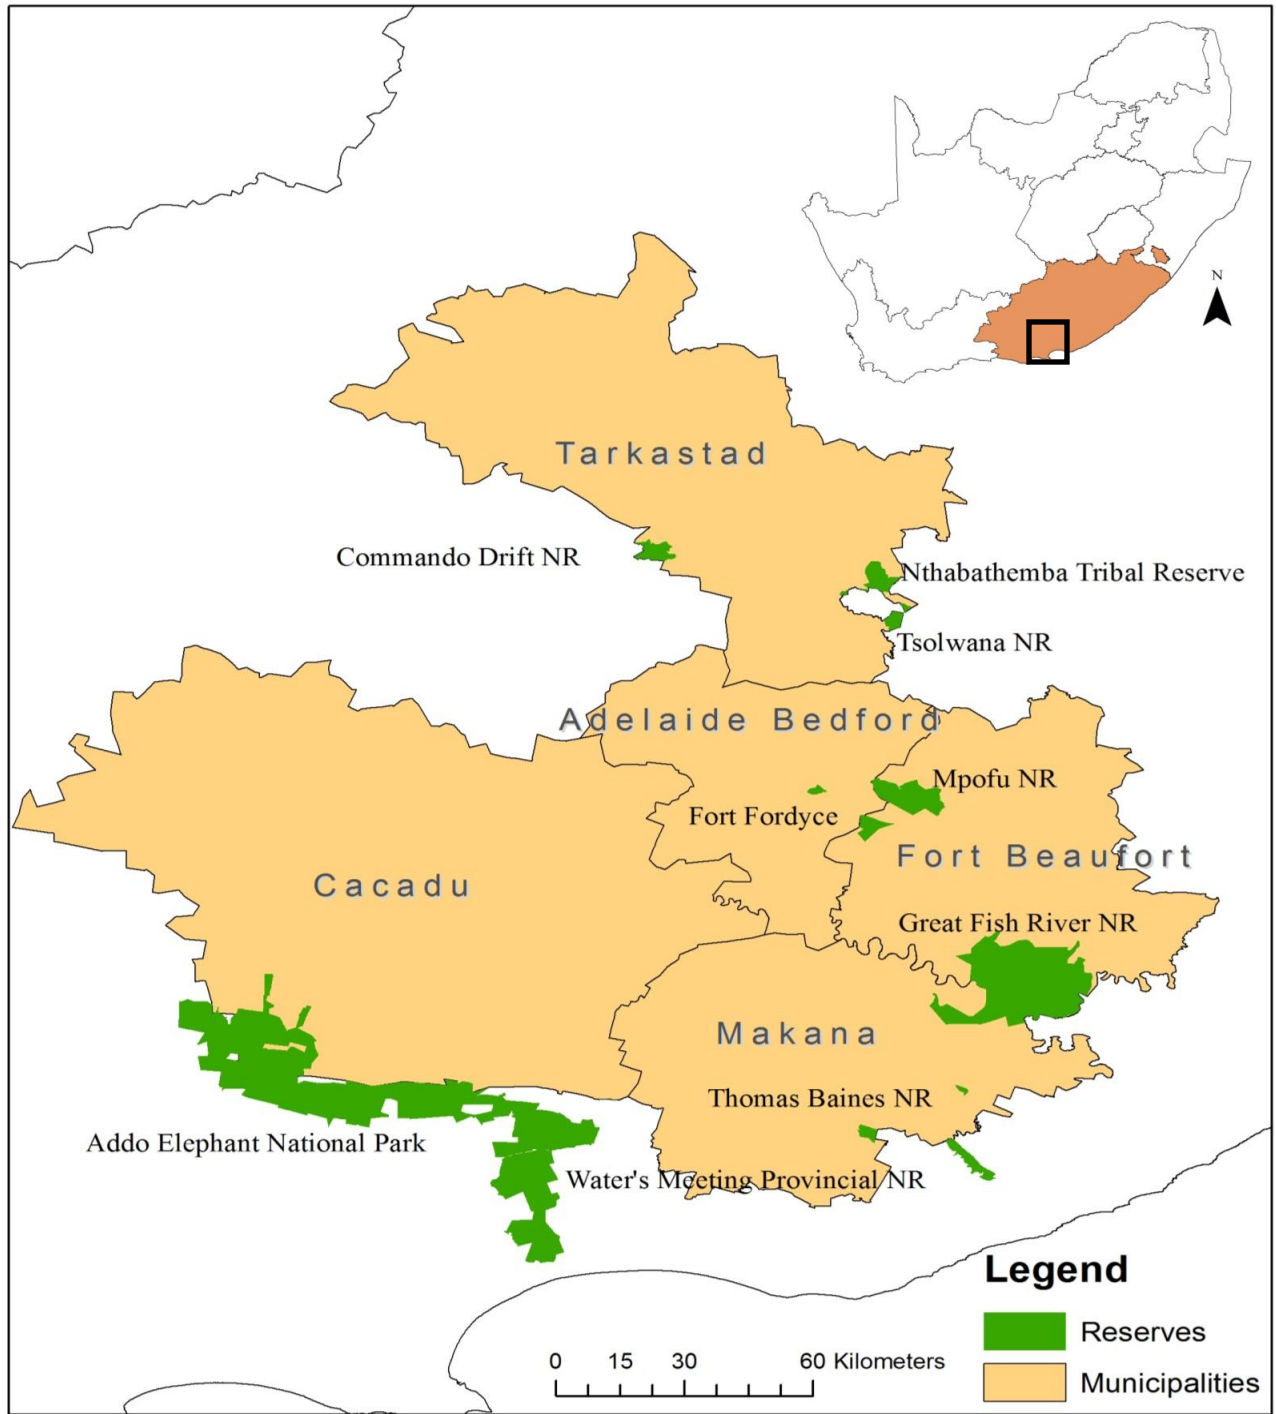 N
Tarkastad
Commando Drift NR
Nthabathemba Tribal Reserve
Tsolwana NR
Adelaide Bedford
Mpofu NR
Fort Fordyce
Fort Beaufort
Cacadu
Great Fish River NR
Makana
Thomas Baines NR
Addo Elephant National Park
Water's Meeting Provincial NR
Legend
Reserves
Municipalities
0 15 30 60 Kilometers